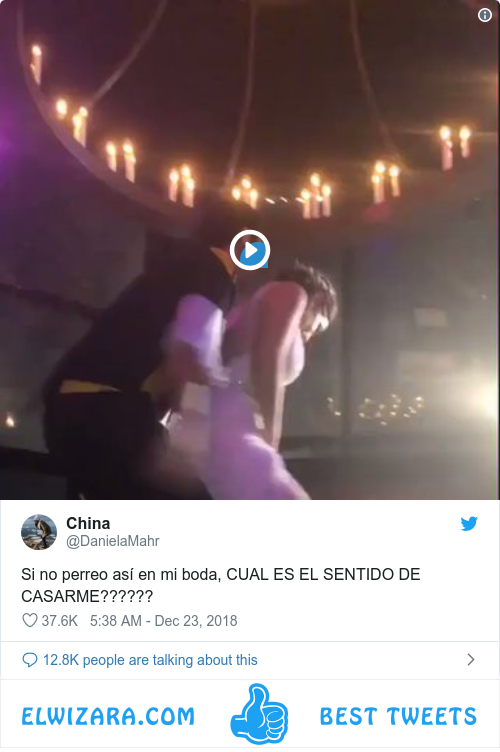 China
@DanielaMahr
Si no perreo así en mi boda, CUAL ES EL SENTIDO DE
CASARME??????
37.6K 5:38 AM - Dec 23, 2018
12.8K people are talking about this
ELWIZARA.COM BEST TWEETS